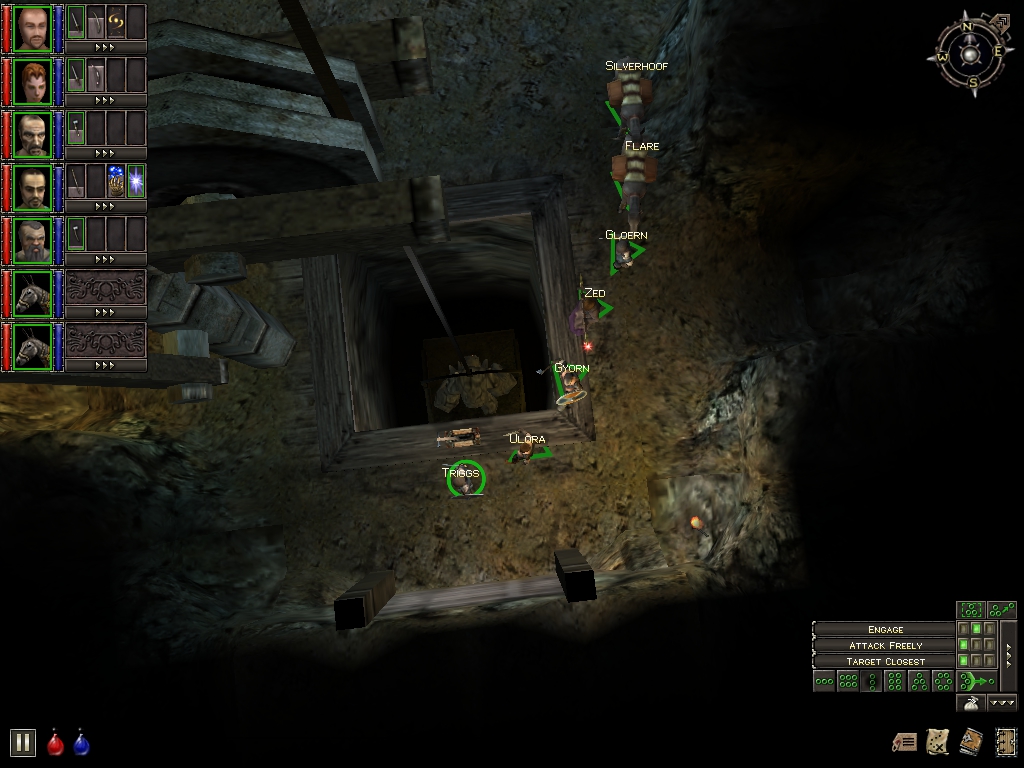 N
W
E
S
SILVERHOOF
FLARE
GLOERN
ZED
GYORN
ULORA
TRIGGS
ENGAGE
ATTACK FREELY
TARGET CLOSEST